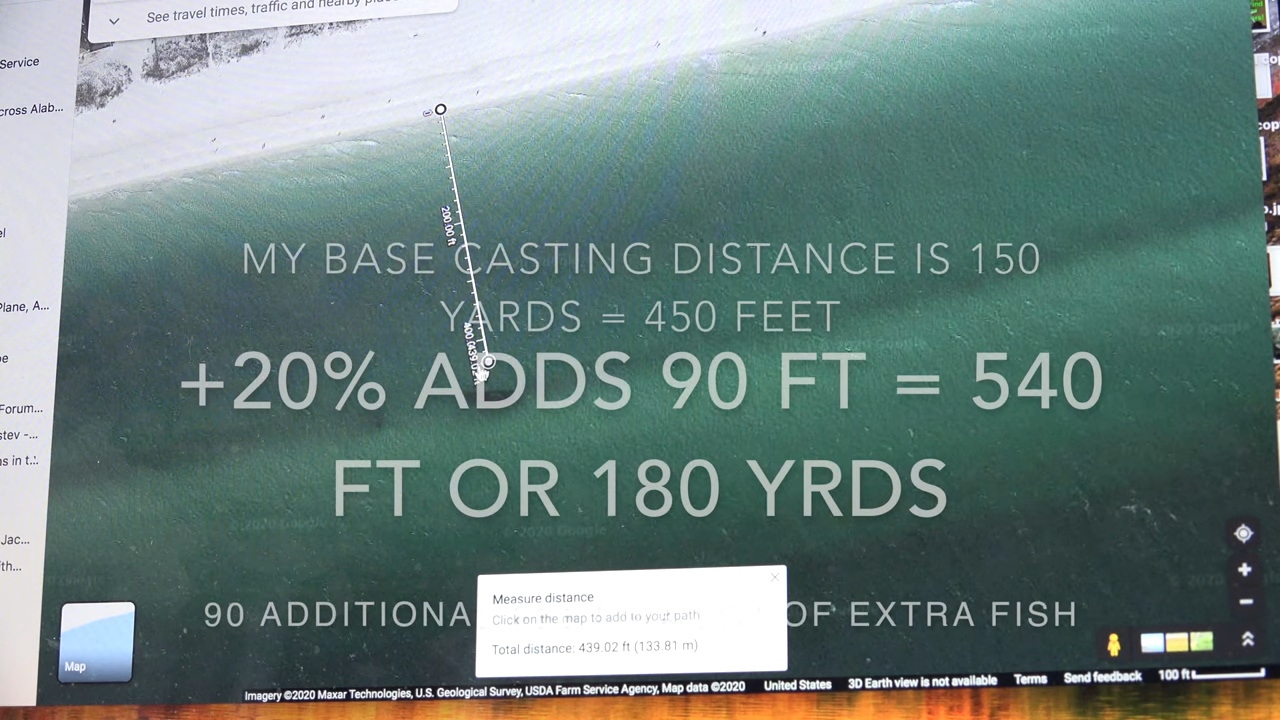 See travel times, traffic and nearby
Service
cross Alab...
200.00 ft
MY BASE CASTING DISTANCE IS 150
YARDS = 450 FEET
+20% ADDS 90 FT = 540
FT OR 180 YRDS
Plane, A...
Forum...
stev -...
ns in t...
Jac...
Measure distance
Click on the map to add to your path
Total distance: 439.02 ft (133.81 m)
90 ADDITIONA OF EXTRA FISH
Map
Imagery ©2020 Maxar Technologies, U.S. Geological Survey, USDA Farm Service Agency, Map data ©2020 United States 3D Earth view is not available Terms Send feedback 100 ft